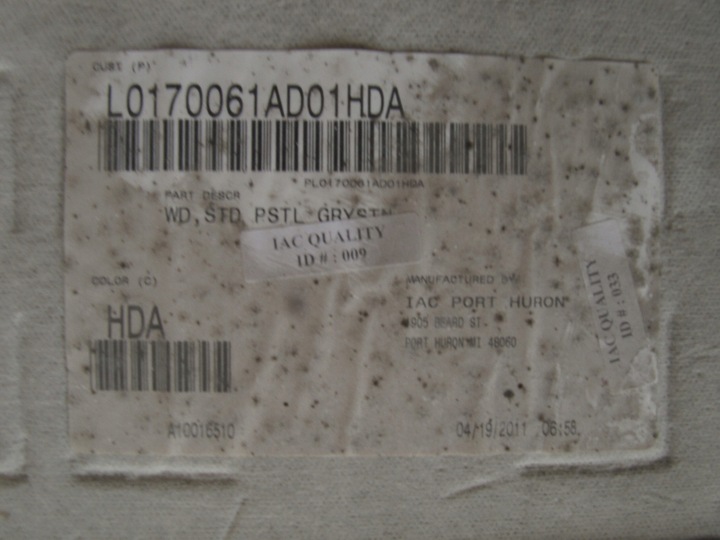 CUST (P)
L0170061AD01HDA
PL0170061AD01HDA
PART DESCR
WD,STD PSTL GRYSTN
IAC QUALITY
ID # : 009
COLOR (C)
HDA
MANUFACTURED BY
IAC PORT HURON
1905 BEARD ST.
PORT HURON MI 48060
IAC QUALITY
ID # : 033
A10016510
04/19/2011 06:58